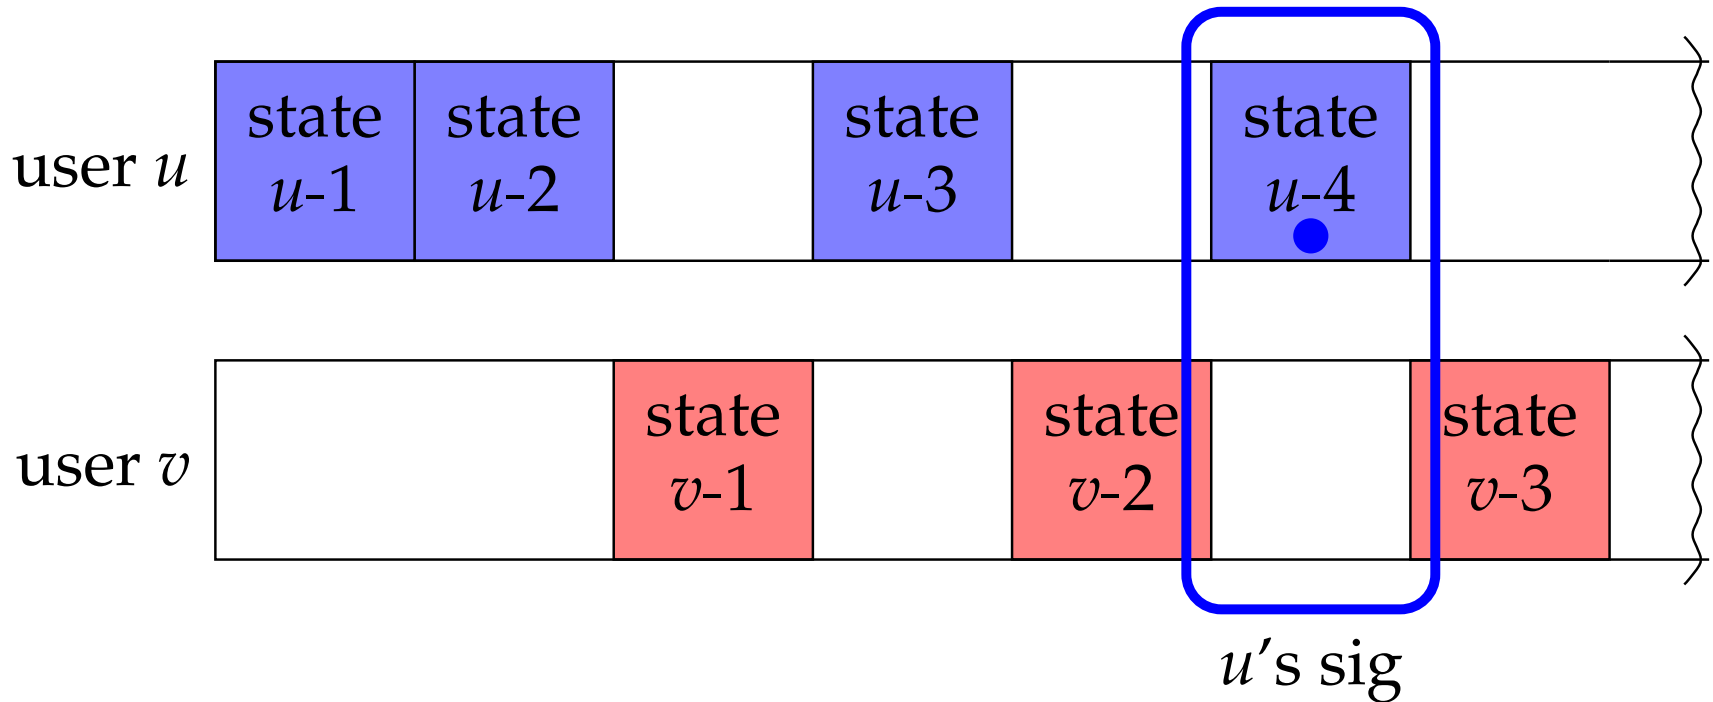 user u
state
u-1
state
u-2
state
u-3
state
u-4
user v
state
v-1
state
v-2
state
v-3
u's sig